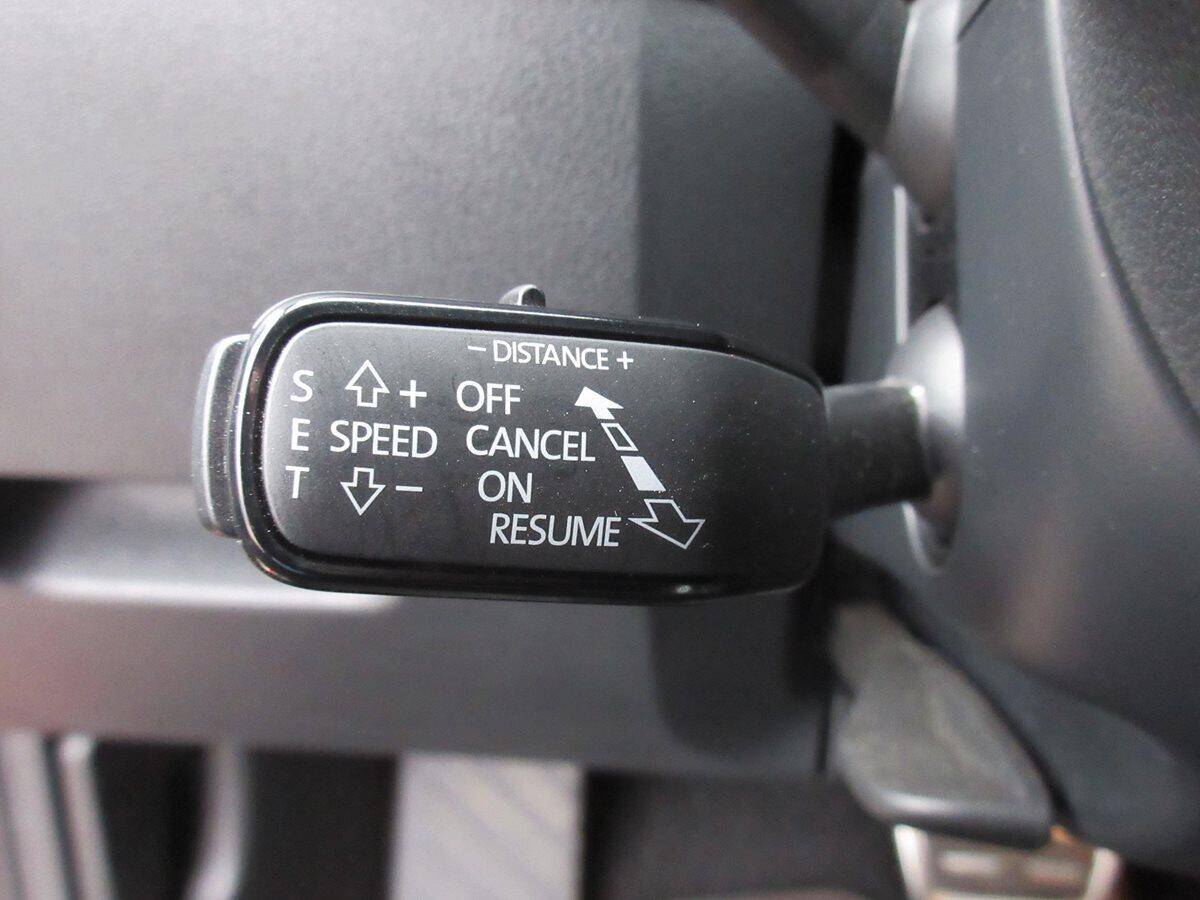 – DISTANCE +
S + OFF
E SPEED CANCEL
T – ON
RESUME